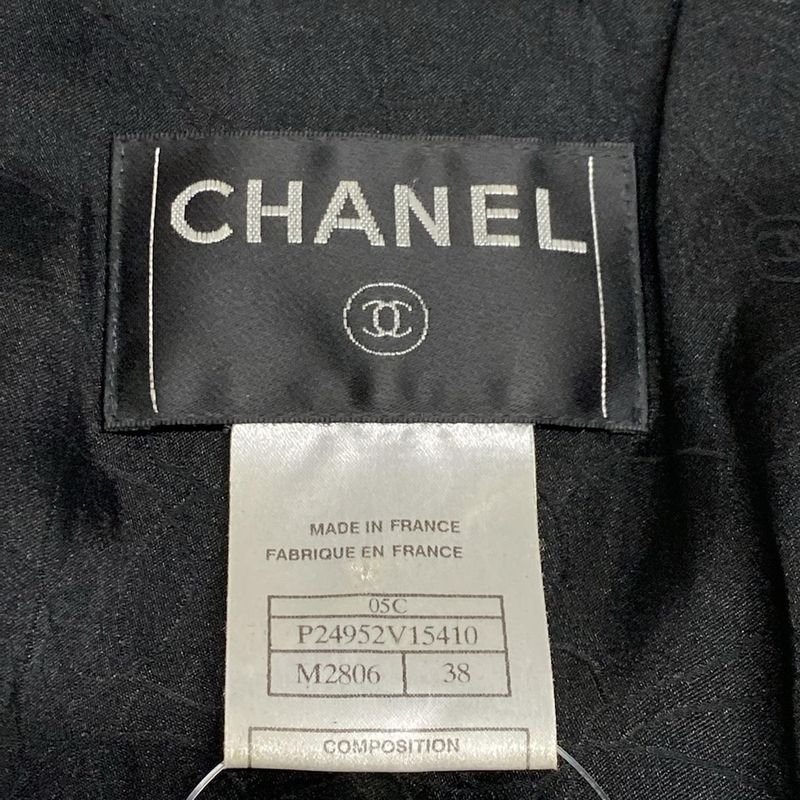 CHANEL
MADE IN FRANCE
FABRIQUE EN FRANCE
05C
P24952V15410
M2806 38
COMPOSITION